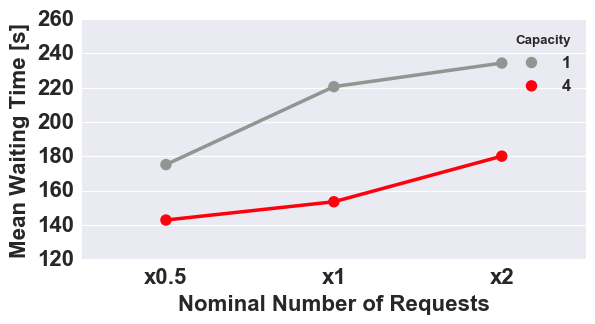 260
240
220
200
180
160
140
120
Mean Waiting Time [s]
Capacity
1
4
x0.5 x1 x2
Nominal Number of Requests